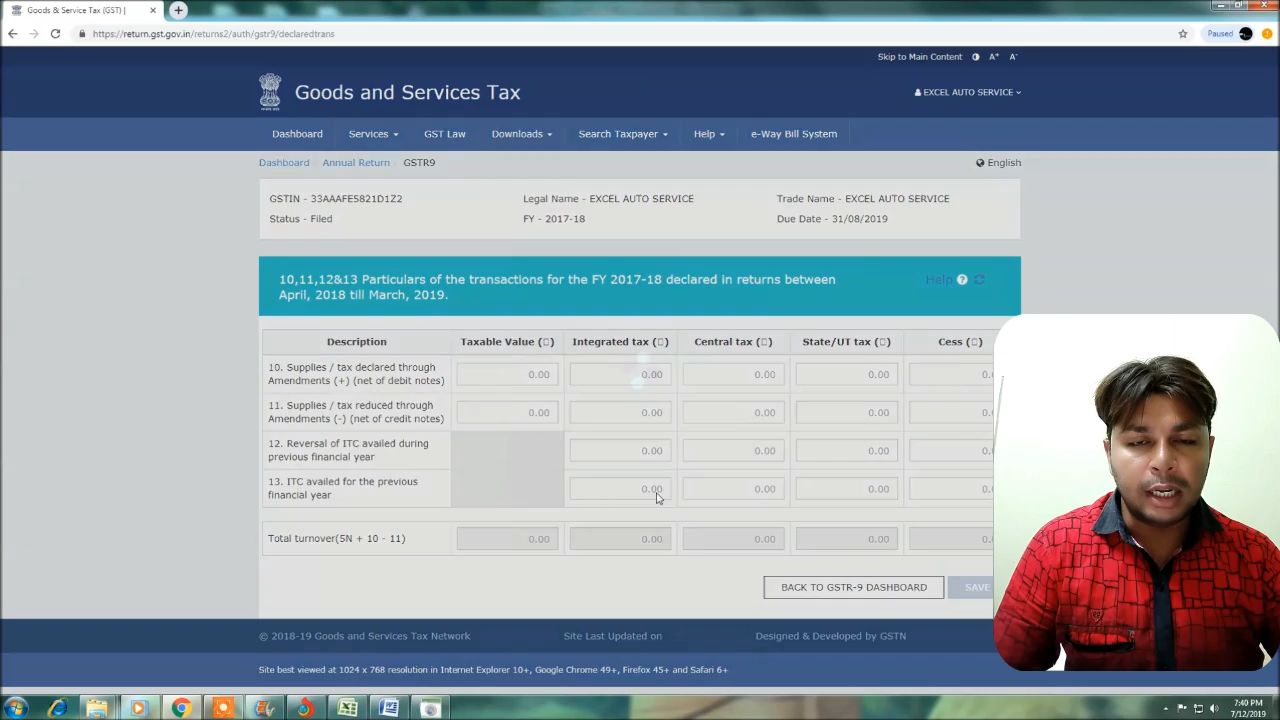 Goods & Services Tax (GST) |
https://return.gst.gov.in/returns2/auth/gstr9/declaredtrans
Paused
Skip to Main Content A+ A-
Goods and Services Tax
EXCEL AUTO SERVICE
Dashboard Services GST Law Downloads Search Taxpayer Help e-Way Bill System
Dashboard Annual Return GSTR9
English
GSTIN - 33AAAFE5821D1Z2 Legal Name - EXCEL AUTO SERVICE Trade Name - EXCEL AUTO SERVICE
Status - Filed FY - 2017-18 Due Date - 31/08/2019
10,11,12&13 Particulars of the transactions for the FY 2017-18 declared in returns between
April, 2018 till March, 2019.
Help ?
Description Taxable Value (₹) Integrated tax (₹) Central tax (₹) State/UT tax (₹) Cess (₹)
10. Supplies / tax declared through
Amendments (+) (net of debit notes)
0.00 0.00 0.00 0.00 0.00
11. Supplies / tax reduced through
Amendments (-) (net of credit notes)
0.00 0.00 0.00 0.00 0.00
12. Reversal of ITC availed during
previous financial year
0.00 0.00 0.00 0.00
13. ITC availed for the previous
financial year
0.00 0.00 0.00 0.00
Total turnover(5N + 10 - 11) 0.00 0.00 0.00 0.00 0.00
BACK TO GSTR-9 DASHBOARD SAVE
© 2018-19 Goods and Services Tax Network Site Last Updated on Designed & Developed by GSTN
Site best viewed at 1024 x 768 resolution in Internet Explorer 10+, Google Chrome 49+, Firefox 45+ and Safari 6+
7:40 PM
7/12/2019